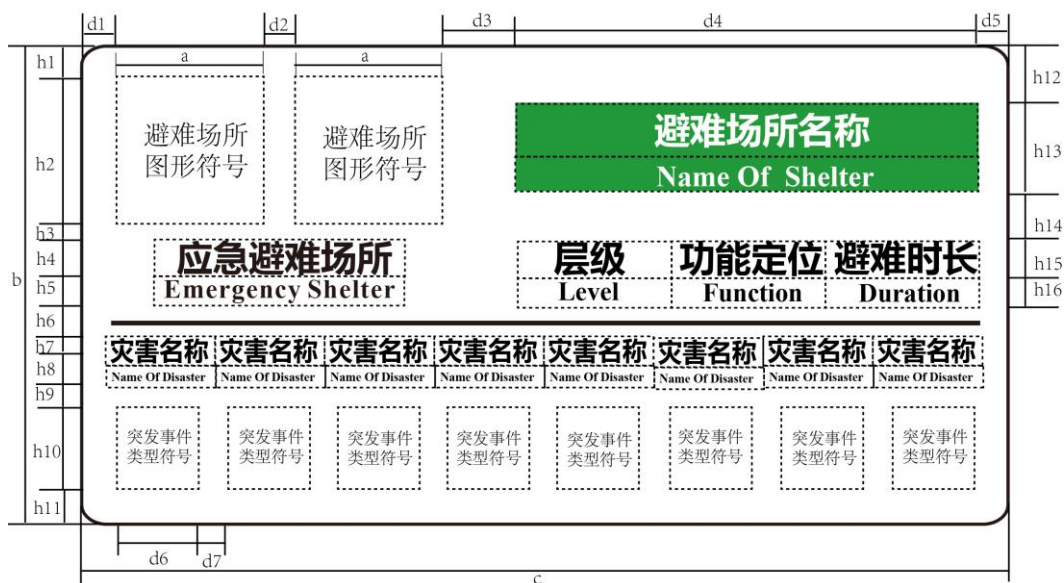 d1
d2
d3
d4
d5
a
a
b
h1
h2
h3
h4
h5
h6
h7
h8
h9
h10
h11
h12
h13
h14
h15
h16
避难场所
图形符号
避难场所
图形符号
避难场所名称
Name Of Shelter
应急避难场所
Emergency Shelter
层级 功能定位 避难时长
Level Function Duration
灾害名称 灾害名称 灾害名称 灾害名称 灾害名称 灾害名称 灾害名称 灾害名称
Name Of Disaster Name Of Disaster Name Of Disaster Name Of Disaster Name Of Disaster Name Of Disaster Name Of Disaster Name Of Disaster
突发事件 突发事件 突发事件 突发事件 突发事件 突发事件 突发事件 突发事件
类型符号 类型符号 类型符号 类型符号 类型符号 类型符号 类型符号 类型符号
d6
d7
c